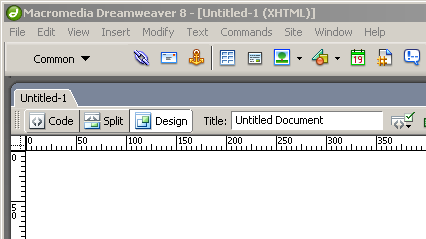 Macromedia Dreamweaver 8 - [Untitled-1 (XHTML)]
File Edit View Insert Modify Text Commands Site Window Help
Common 19
Untitled-1
Code Split Design Title: Untitled Document
0 50 100 150 200 250 300 350
0
50